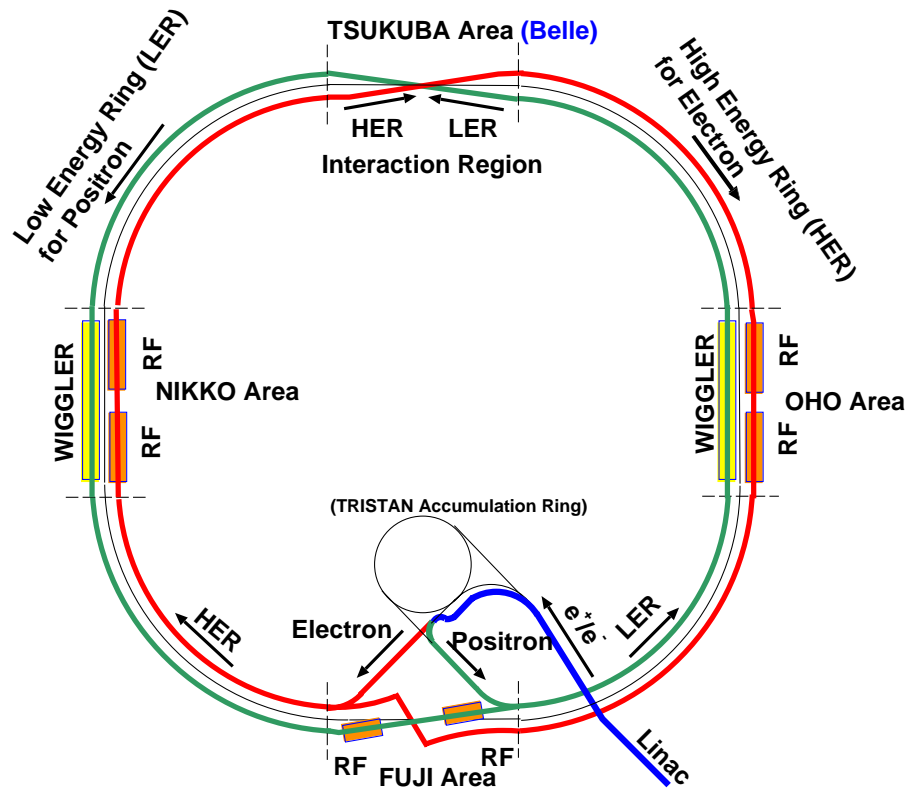 TSUKUBA Area (Belle)
Low Energy Ring (LER)
for Positron
High Energy Ring (HER)
for Electron
HER
LER
Interaction Region
WIGGLER
RF
RF
NIKKO Area
WIGGLER
RF
RF
OHO Area
(TRISTAN Accumulation Ring)
HER
Electron
Positron
e+/e-
LER
Linac
RF
RF
FUJI Area